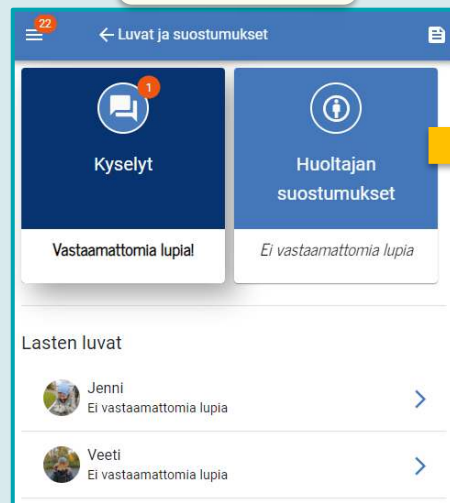 22
← Luvat ja suostumukset
1
Kyselyt
Vastaamattomia lupia!
Huoltajan
suostumukset
Ei vastaamattomia lupia
Lasten luvat
Jenni
Ei vastaamattomia lupia
Veeti
Ei vastaamattomia lupia